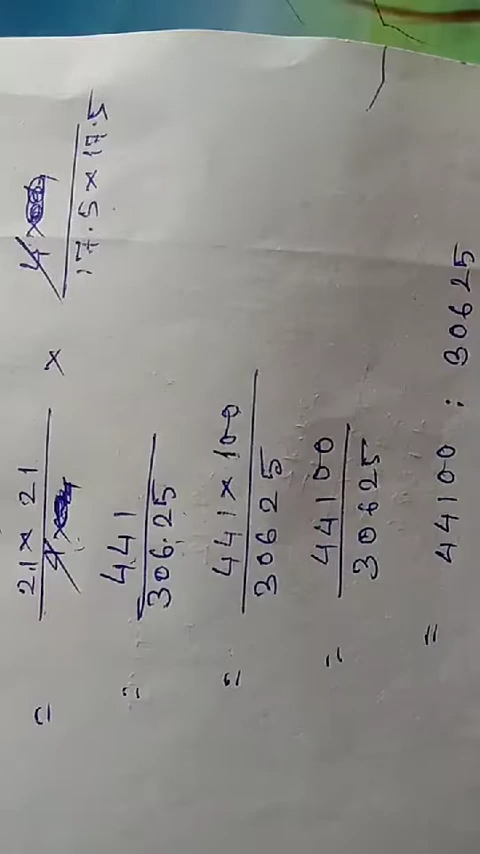 = 21 × 21 / 4 × 4 / 17.5 × 17.5
= 441 / 306.25
= 441 × 100 / 30625
= 44100 / 30625
= 44100 : 30625